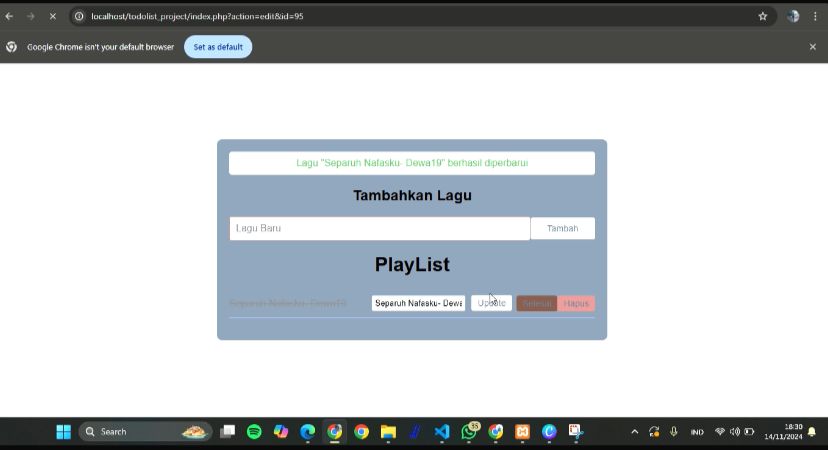 localhost/todolist_project/index.php?action=edit&id=95
Google Chrome isn't your default browser
Set as default
Lagu "Separuh Nafasku- Dewa19" berhasil diperbarui
Tambahkan Lagu
Lagu Baru
Tambah
PlayList
Separuh Nafasku- Dewa19
Separuh Nafasku- Dewa
Update
Selesai
Hapus
Search
35
IND
18:30
14/11/2024